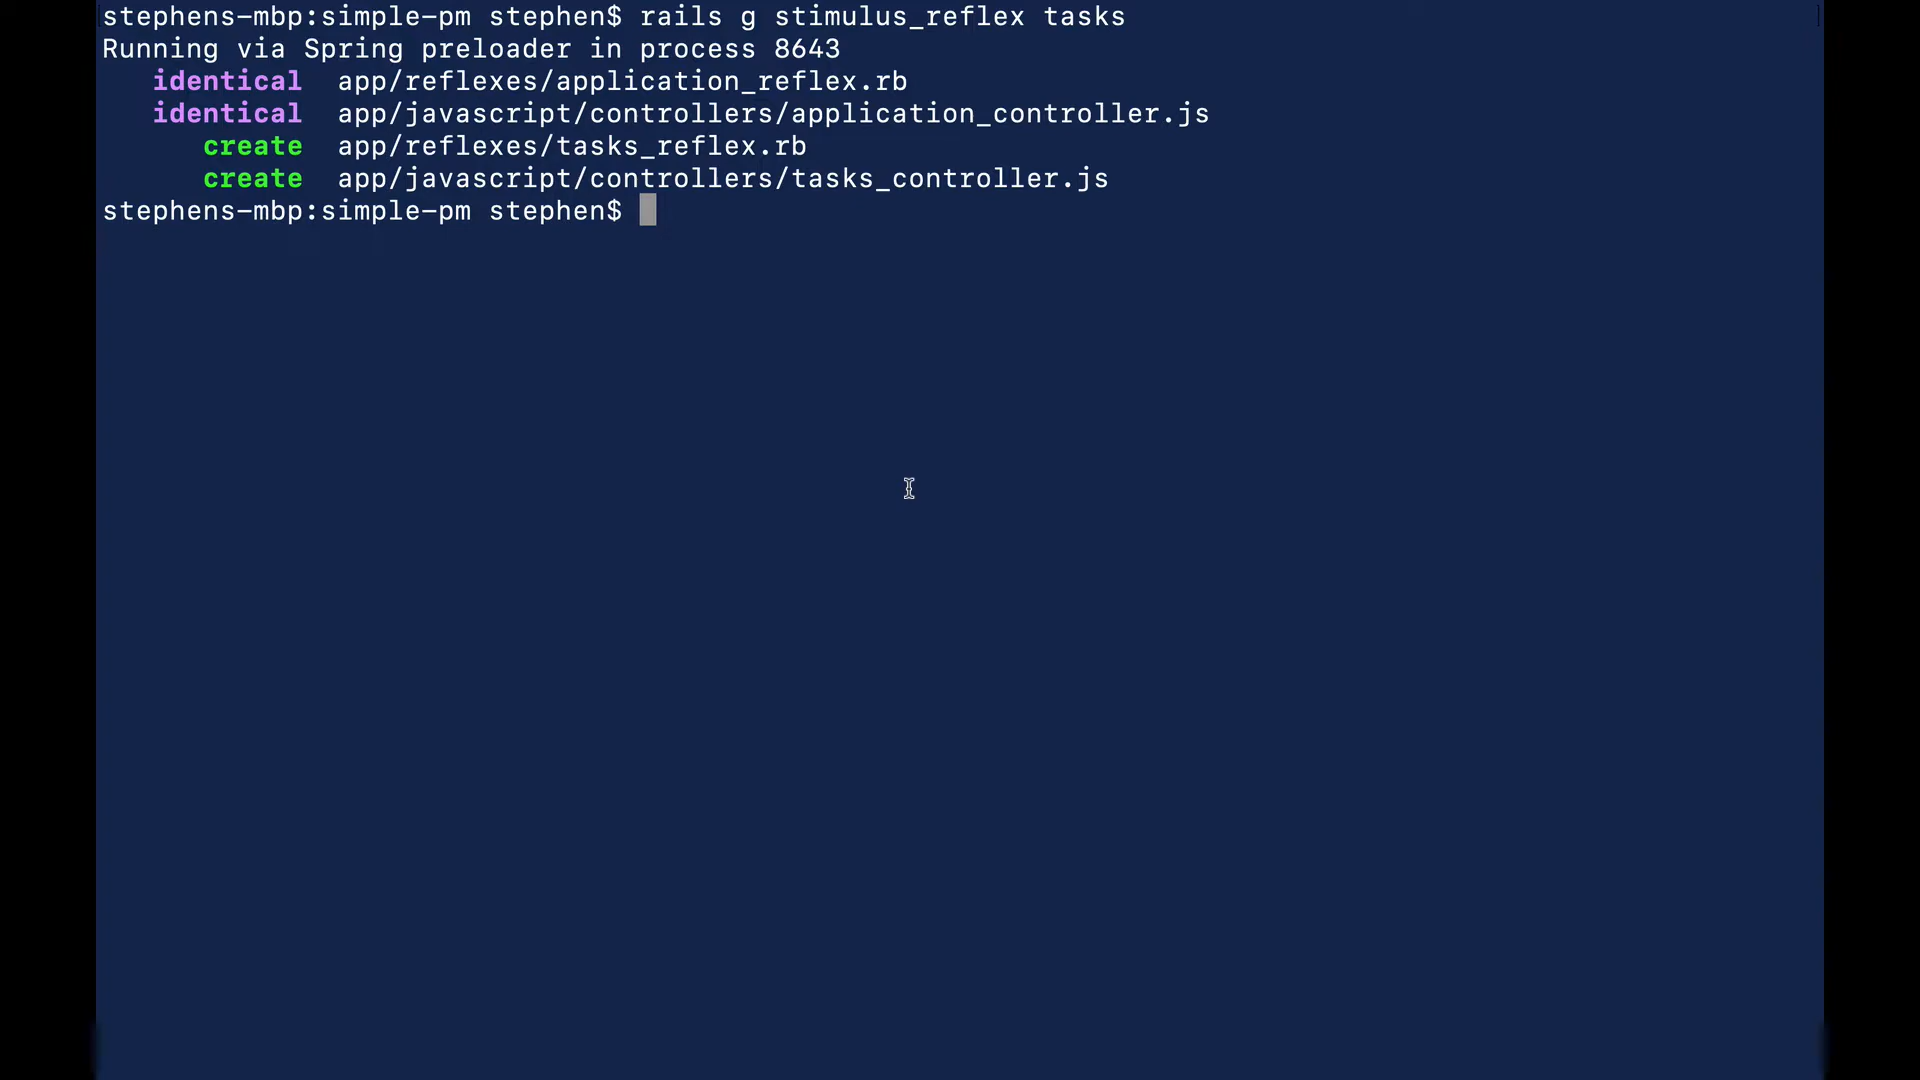 stephens-mbp:simple-pm stephen$ rails g stimulus_reflex tasks
Running via Spring preloader in process 8643
identical app/reflexes/application_reflex.rb
identical app/javascript/controllers/application_controller.js
create app/reflexes/tasks_reflex.rb
create app/javascript/controllers/tasks_controller.js
stephens-mbp:simple-pm stephen$